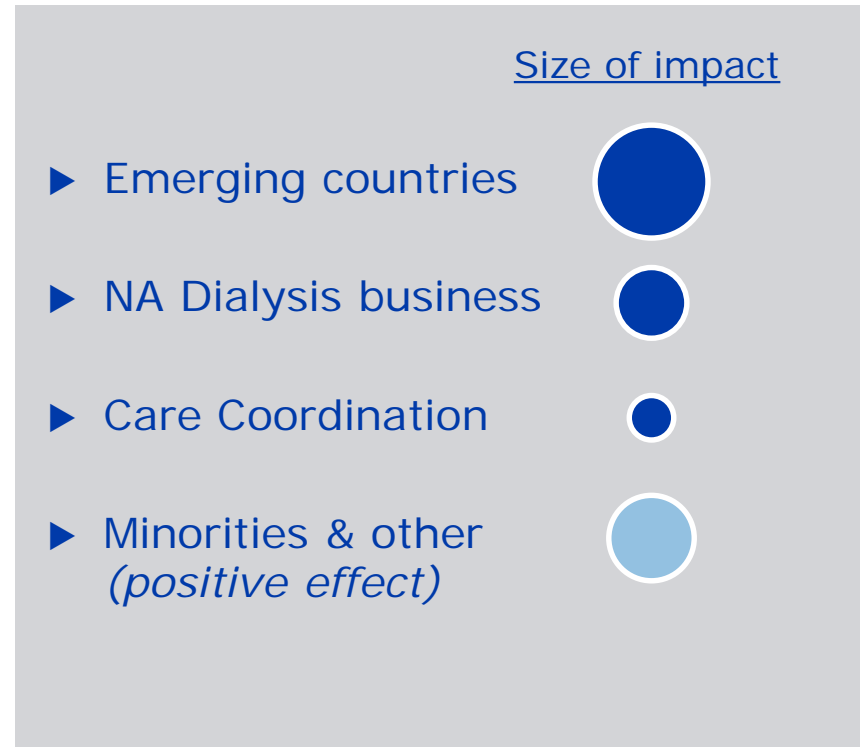 Size of impact
Emerging countries
NA Dialysis business
Care Coordination
Minorities & other
(positive effect)